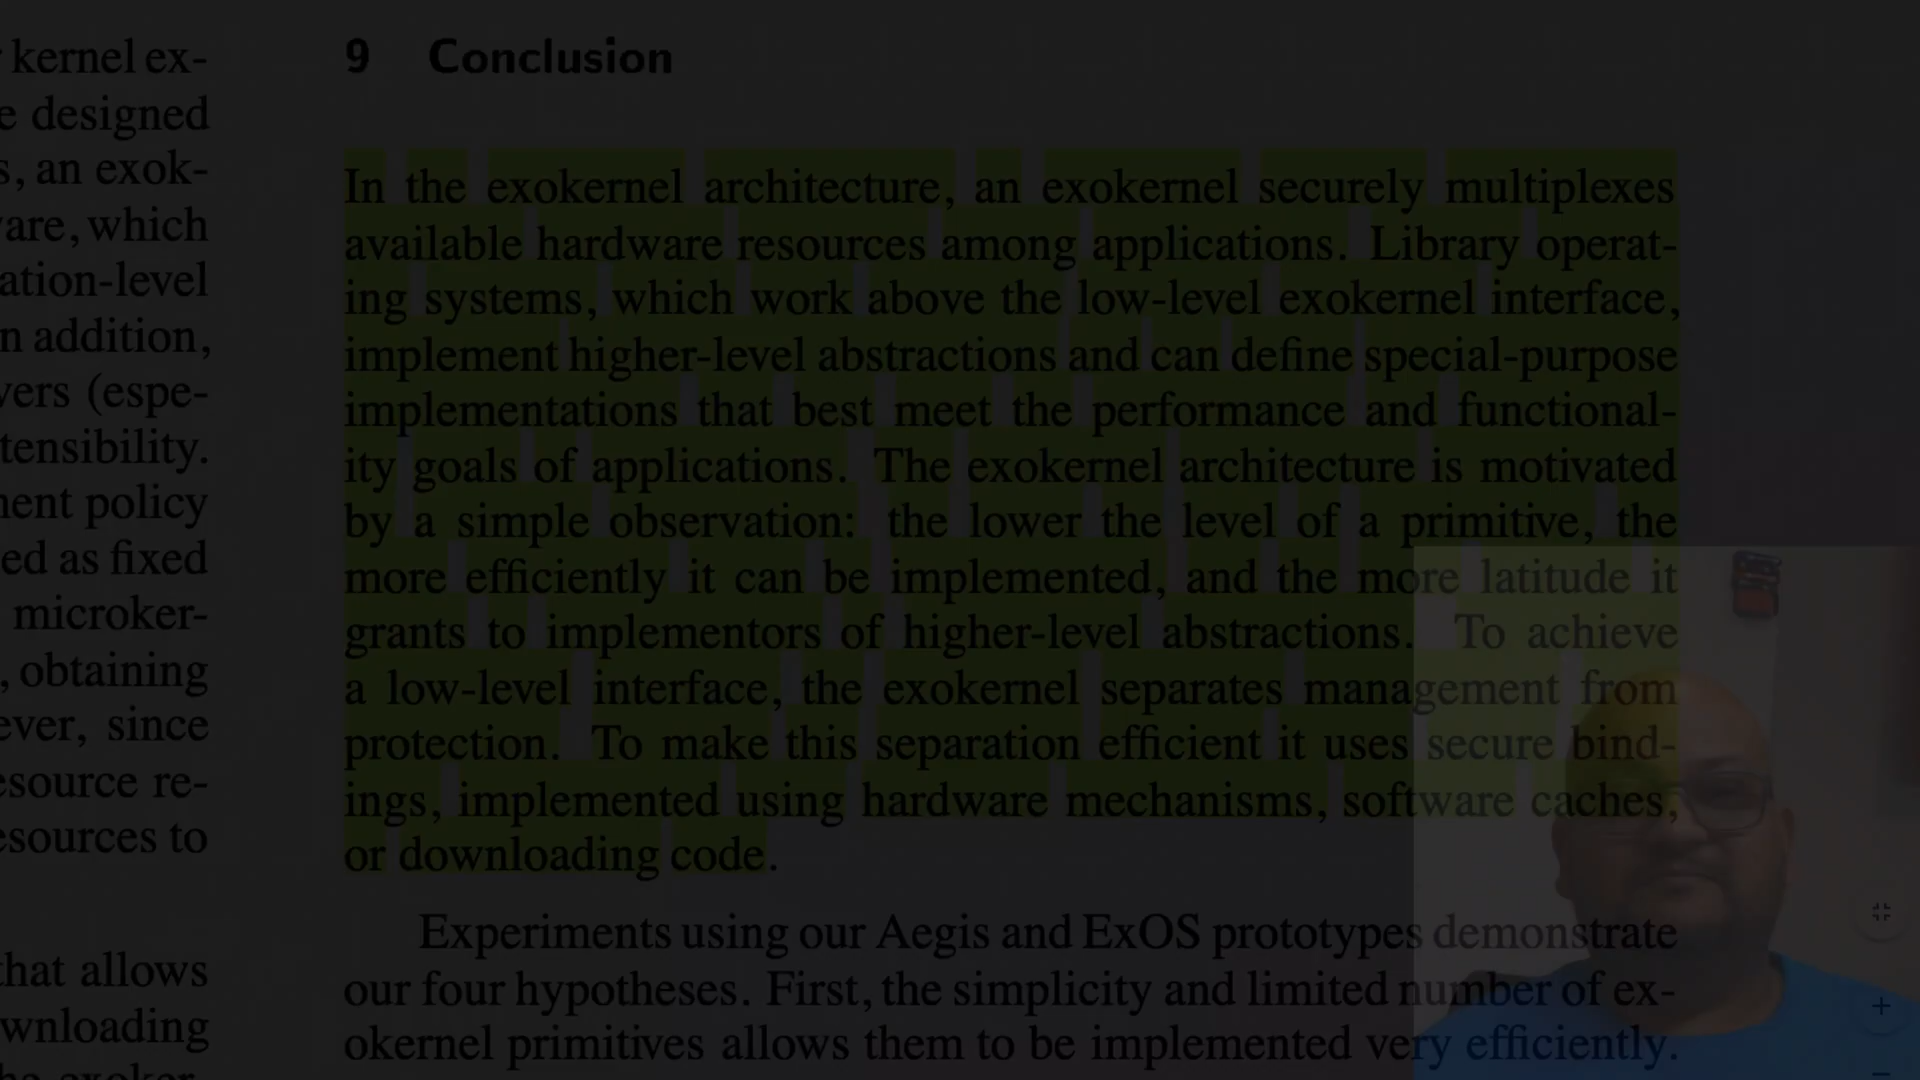 kernel ex-
e designed
s, an exok-
are, which
ation-level
n addition,
vers (espe-
tensibility.
nent policy
ed as fixed
microker-
, obtaining
ever, since
esource re-
esources to
that allows
wnloading
he exoker-
9 Conclusion
In the exokernel architecture, an exokernel securely multiplexes
available hardware resources among applications. Library operat-
ing systems, which work above the low-level exokernel interface,
implement higher-level abstractions and can define special-purpose
implementations that best meet the performance and functional-
ity goals of applications. The exokernel architecture is motivated
by a simple observation: the lower the level of a primitive, the
more efficiently it can be implemented, and the more latitude it
grants to implementors of higher-level abstractions. To achieve
a low-level interface, the exokernel separates management from
protection. To make this separation efficient it uses secure bind-
ings, implemented using hardware mechanisms, software caches,
or downloading code.
Experiments using our Aegis and ExOS prototypes demonstrate
our four hypotheses. First, the simplicity and limited number of ex-
okernel primitives allows them to be implemented very efficiently.